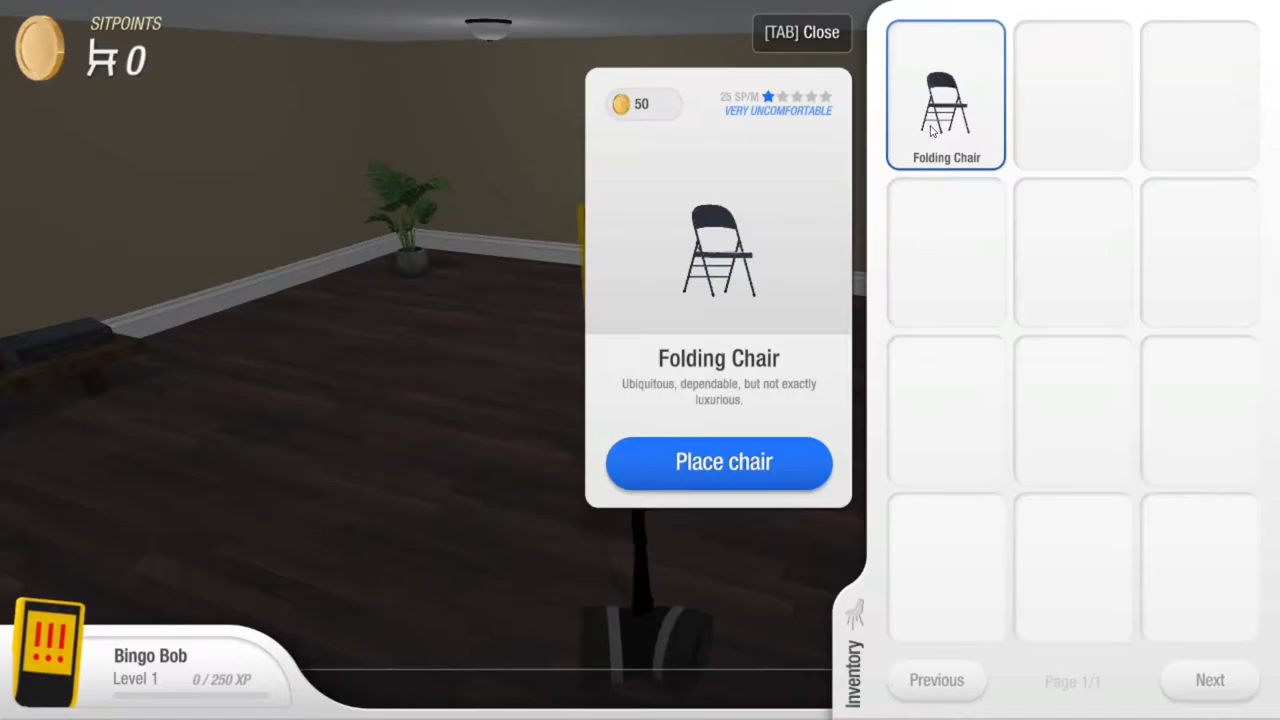 SITPOINTS
0
[TAB] Close
50
25 SP/M
VERY UNCOMFORTABLE
Folding Chair
Ubiquitous, dependable, but not exactly
luxurious.
Place chair
Folding Chair
!!!
Bingo Bob
Level 1
0 / 250 XP
Inventory
Previous
Page 1/1
Next